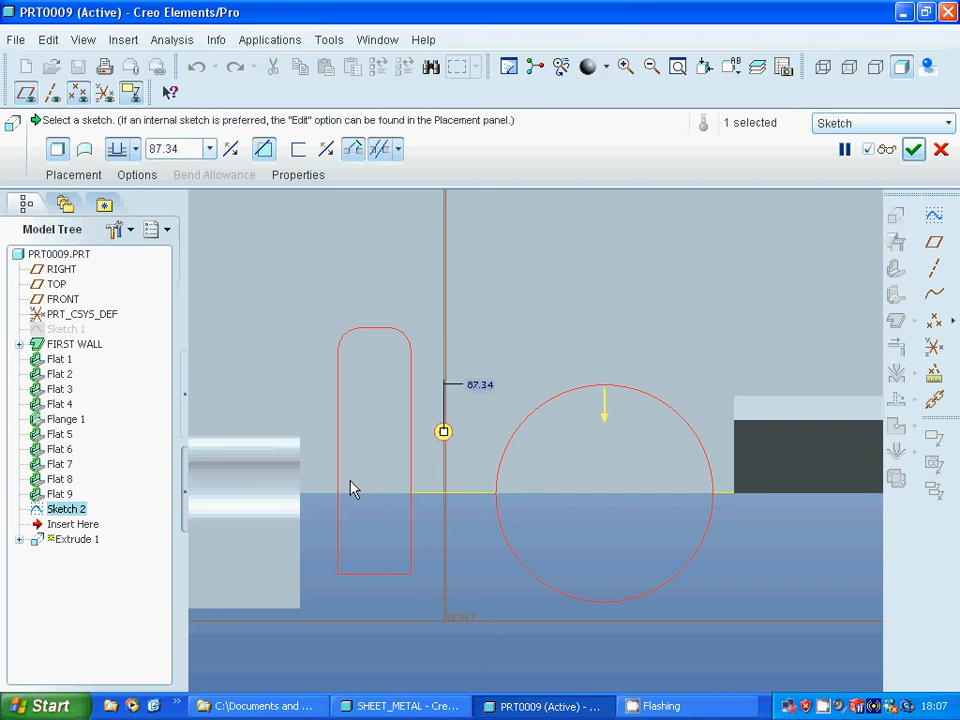 PRT0009 (Active) - Creo Elements/Pro
File Edit View Insert Analysis Info Applications Tools Window Help
Select a sketch. (If an internal sketch is preferred, the "Edit" option can be found in the Placement panel.)
1 selected
Sketch
87.34
Placement Options Bend Allowance Properties
Model Tree
PRT0009.PRT
RIGHT
TOP
FRONT
PRT_CSYS_DEF
Sketch 1
FIRST WALL
Flat 1
Flat 2
Flat 3
Flat 4
Flange 1
Flat 5
Flat 6
Flat 7
Flat 8
Flat 9
Sketch 2
Insert Here
Extrude 1
87.34
RIGHT
Start
C:\Documents and ...
SHEET_METAL - Cre...
PRT0009 (Active) - ...
Flashing
18:07